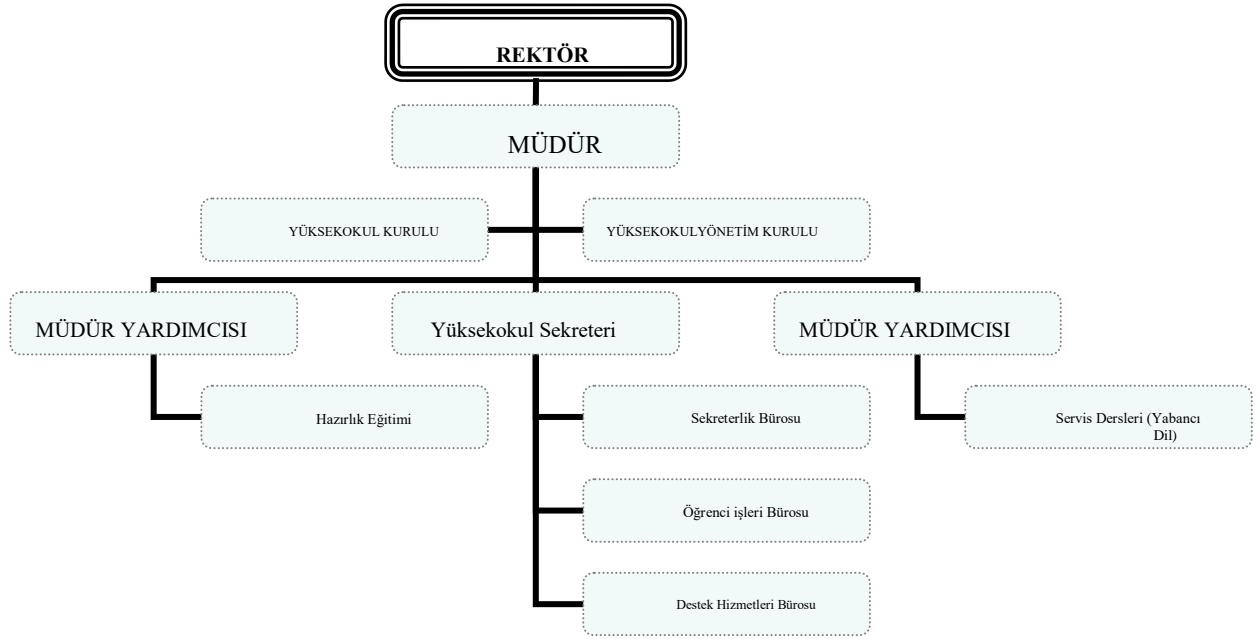 REKTÖR
MÜDÜR
YÜKSEKOKUL KURULU
YÜKSEKOKULYÖNETİM KURULU
MÜDÜR YARDIMCISI
Yüksekokul Sekreteri
MÜDÜR YARDIMCISI
Hazırlık Eğitimi
Sekreterlik Bürosu
Servis Dersleri (Yabancı
Dil)
Öğrenci işleri Bürosu
Destek Hizmetleri Bürosu